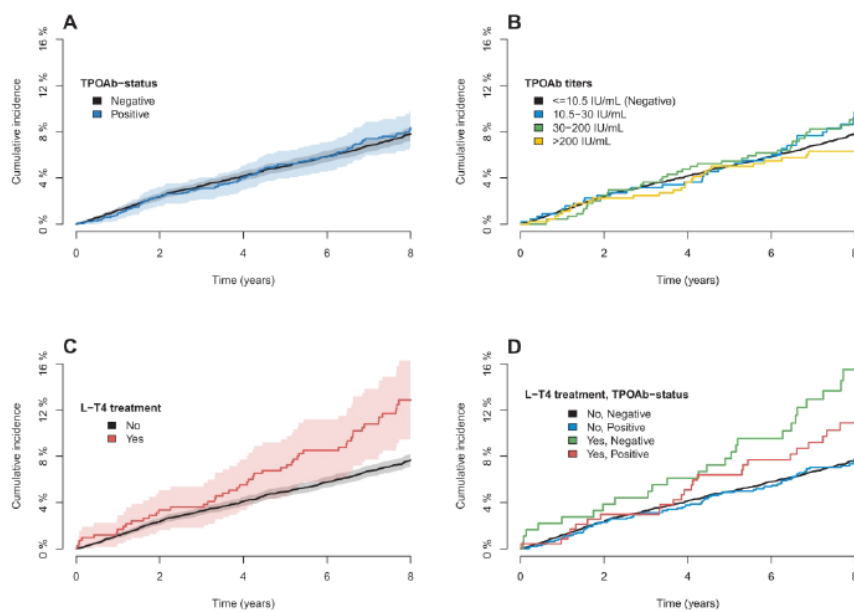 A
Cumulative incidence
0 % 4 % 8 % 12 % 16 %
TPOAb−status
Negative
Positive
0 2 4 6 8
Time (years)
B
Cumulative incidence
0 % 4 % 8 % 12 % 16 %
TPOAb titers
<=10.5 IU/mL (Negative)
10.5−30 IU/mL
30−200 IU/mL
>200 IU/mL
0 2 4 6 8
Time (years)
C
Cumulative incidence
0 % 4 % 8 % 12 % 16 %
L−T4 treatment
No
Yes
0 2 4 6 8
Time (years)
D
Cumulative incidence
0 % 4 % 8 % 12 % 16 %
L−T4 treatment, TPOAb−status
No, Negative
No, Positive
Yes, Negative
Yes, Positive
0 2 4 6 8
Time (years)